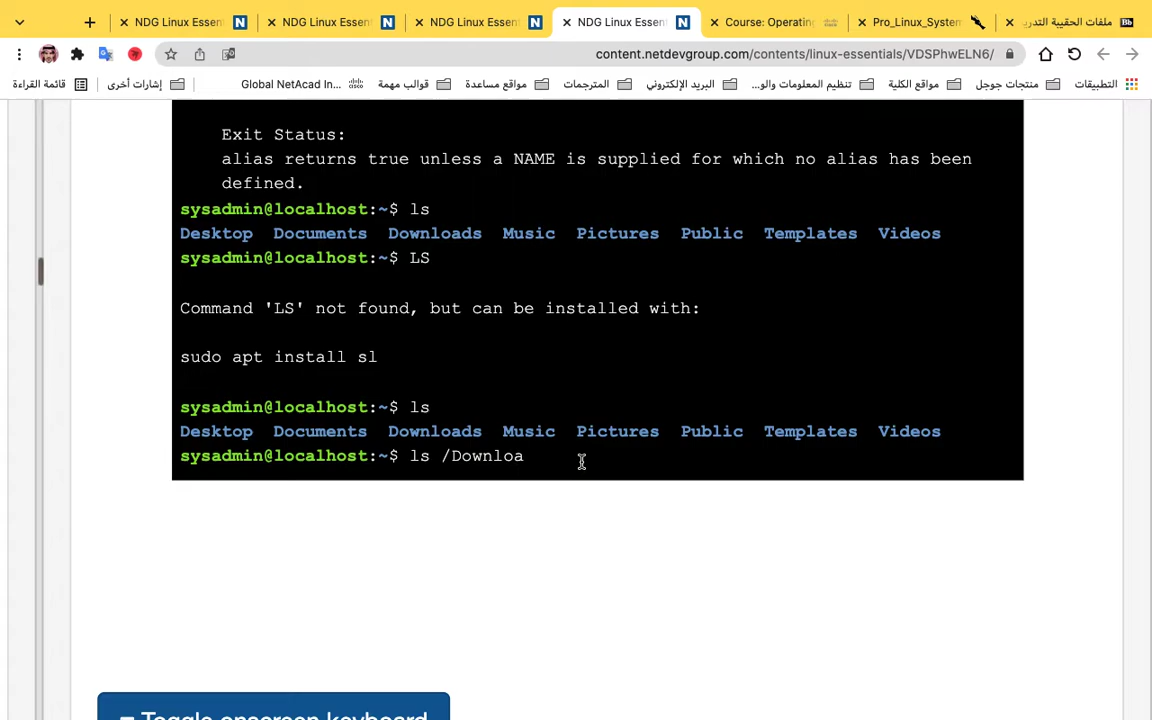 NDG Linux Essen
NDG Linux Essent
NDG Linux Essent
NDG Linux Essen
Course: Operating
Pro_Linux_System
ملفات الحقيبة التدري
Bb
content.netdevgroup.com/contents/linux-essentials/VDSPhwELN6/
التطبيقات
منتجات جوجل
مواقع الكلية
تنظيم المعلومات والو...
البريد الإلكتروني
المترجمات
مواقع مساعدة
قوالب مهمة
Global NetAcad In...
إشارات أخرى
قائمة القراءة
Exit Status:
alias returns true unless a NAME is supplied for which no alias has been
defined.
sysadmin@localhost:~$ ls
Desktop Documents Downloads Music Pictures Public Templates Videos
sysadmin@localhost:~$ LS
Command 'LS' not found, but can be installed with:
sudo apt install sl
sysadmin@localhost:~$ ls
Desktop Documents Downloads Music Pictures Public Templates Videos
sysadmin@localhost:~$ ls /Downloa
Toggle onscreen keyboard